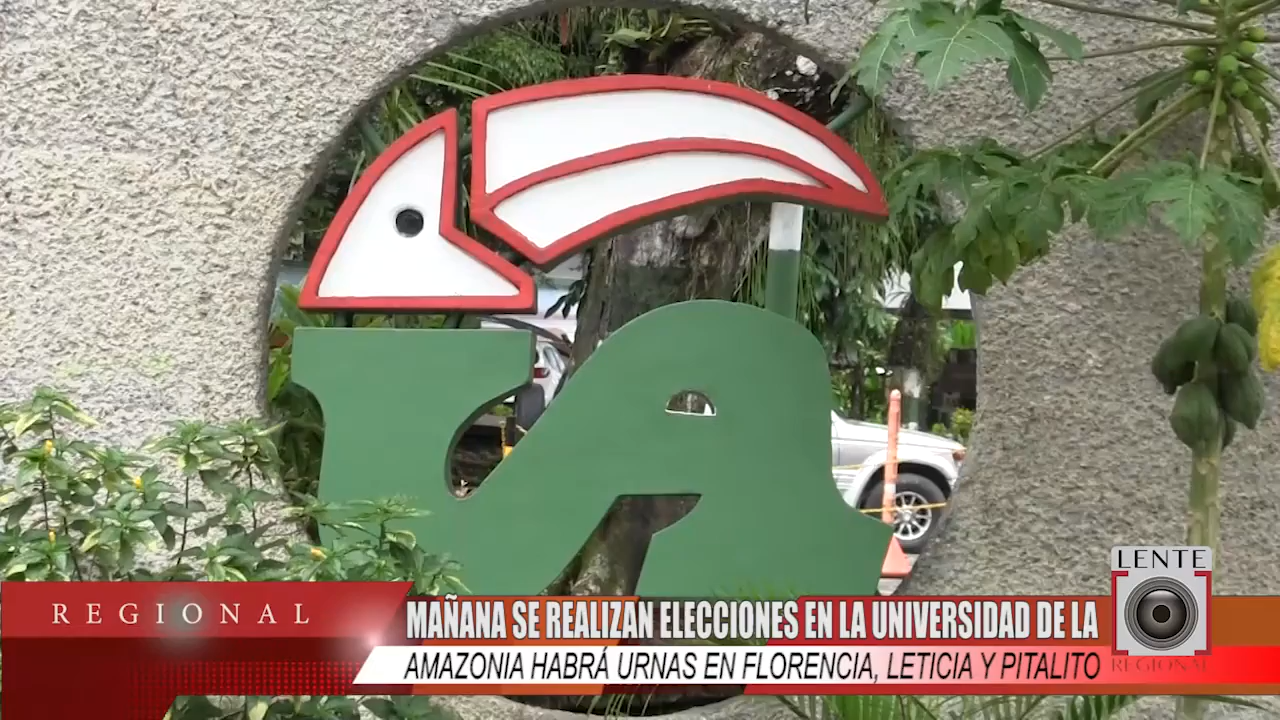 LENTE
REGIONAL
MAÑANA SE REALIZAN ELECCIONES EN LA UNIVERSIDAD DE LA
AMAZONIA HABRÁ URNAS EN FLORENCIA, LETICIA Y PITALITO
REGIONAL